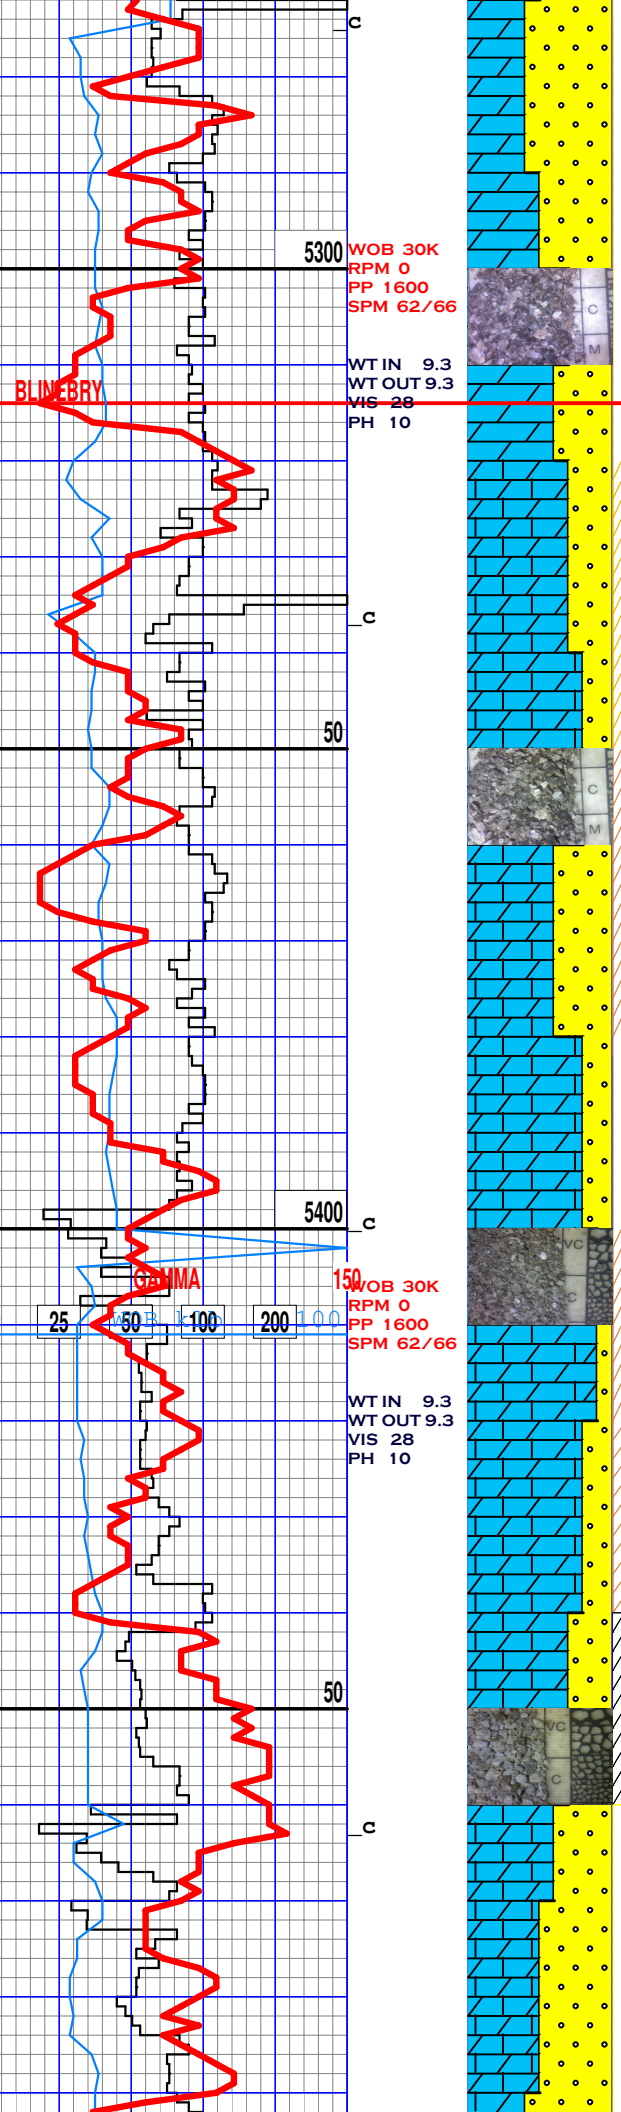 C
5300
WOB 30K
RPM 0
PP 1600
SPM 62/66
C
M
WT IN 9.3
WT OUT 9.3
BLINEBRY
VIS 28
PH 10
C
50
C
M
5400
C
VC
C
GAMMA 150
WOB 30K
RPM 0
25 50 100 200 100
PP 1600
SPM 62/66
WT IN 9.3
WT OUT 9.3
VIS 28
PH 10
50
VC
C
C